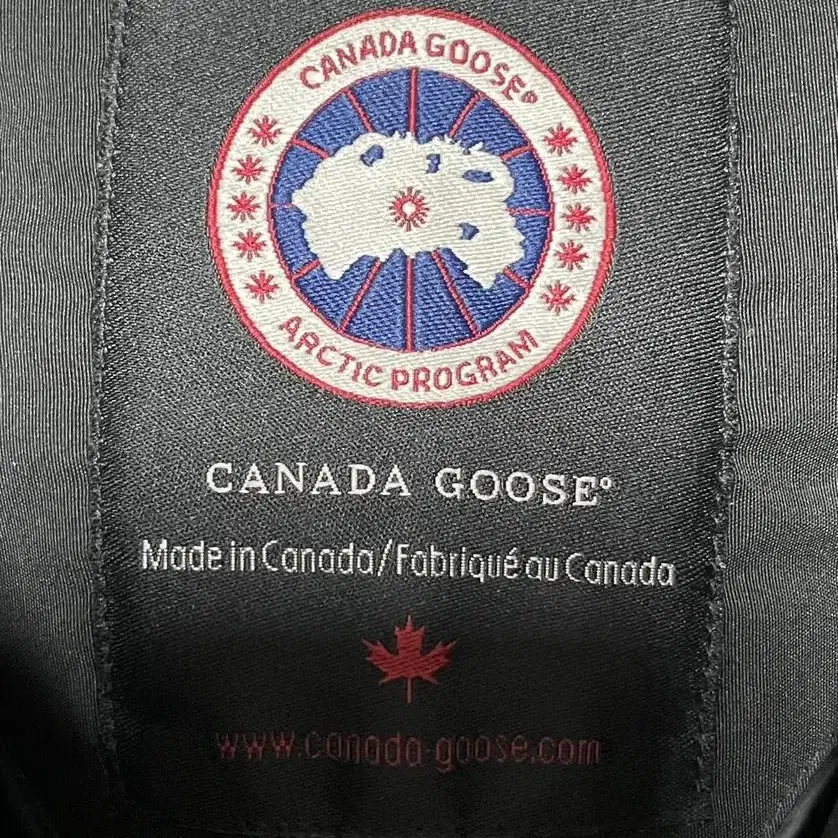 CANADA GOOSE®
ARCTIC PROGRAM
CANADA GOOSE®
Made in Canada/Fabriqué au Canada
www.canada-goose.com